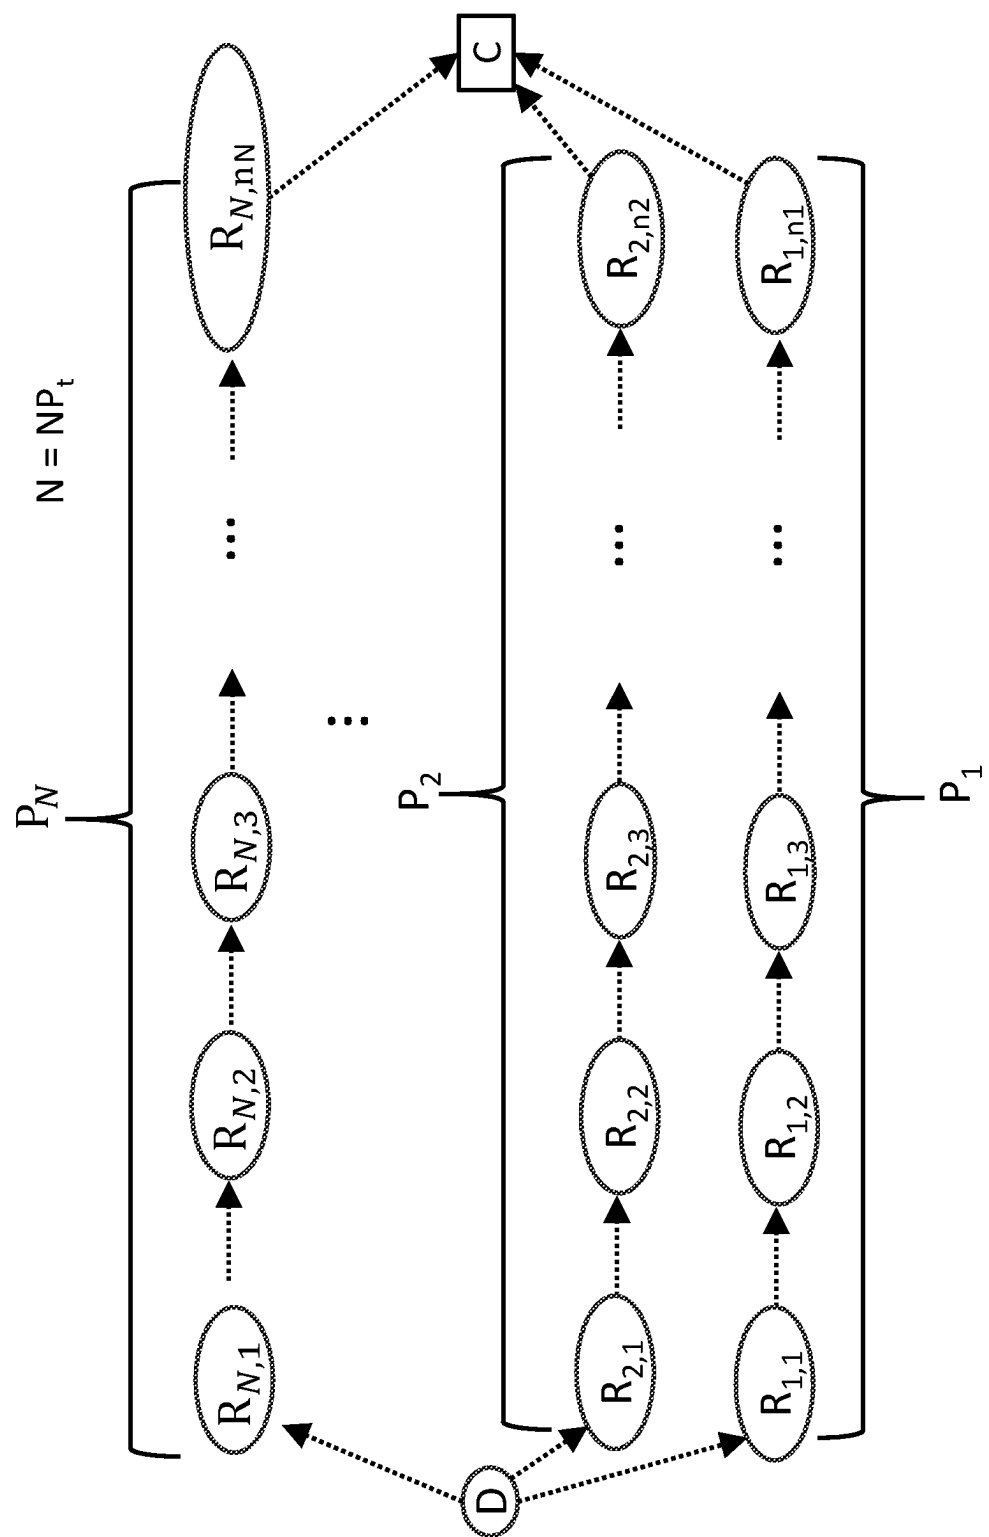 P_N
N = NP_t
R_N,1
R_N,2
R_N,3
...
R_N,nN
...
D
C
P_2
R_2,1
R_2,2
R_2,3
...
R_2,n2
R_1,1
R_1,2
R_1,3
...
R_1,n1
P_1